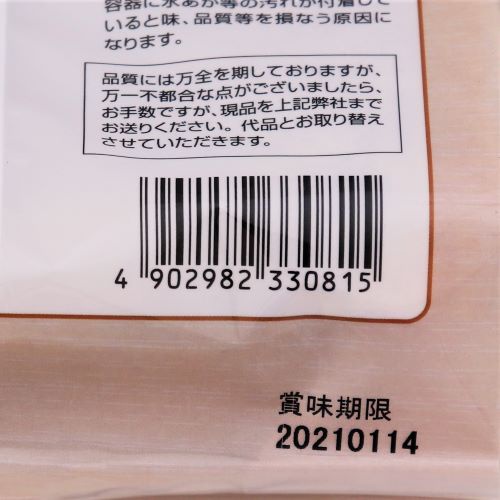 容器に水あか等の汚れが付着して
いると味、品質等を損なう原因に
なります。
品質には万全を期しておりますが、
万一不都合な点がございましたら、
お手数ですが、現品を上記弊社まで
お送りください。代品とお取り替え
させていただきます。
4 902982 330815
賞味期限
20210114